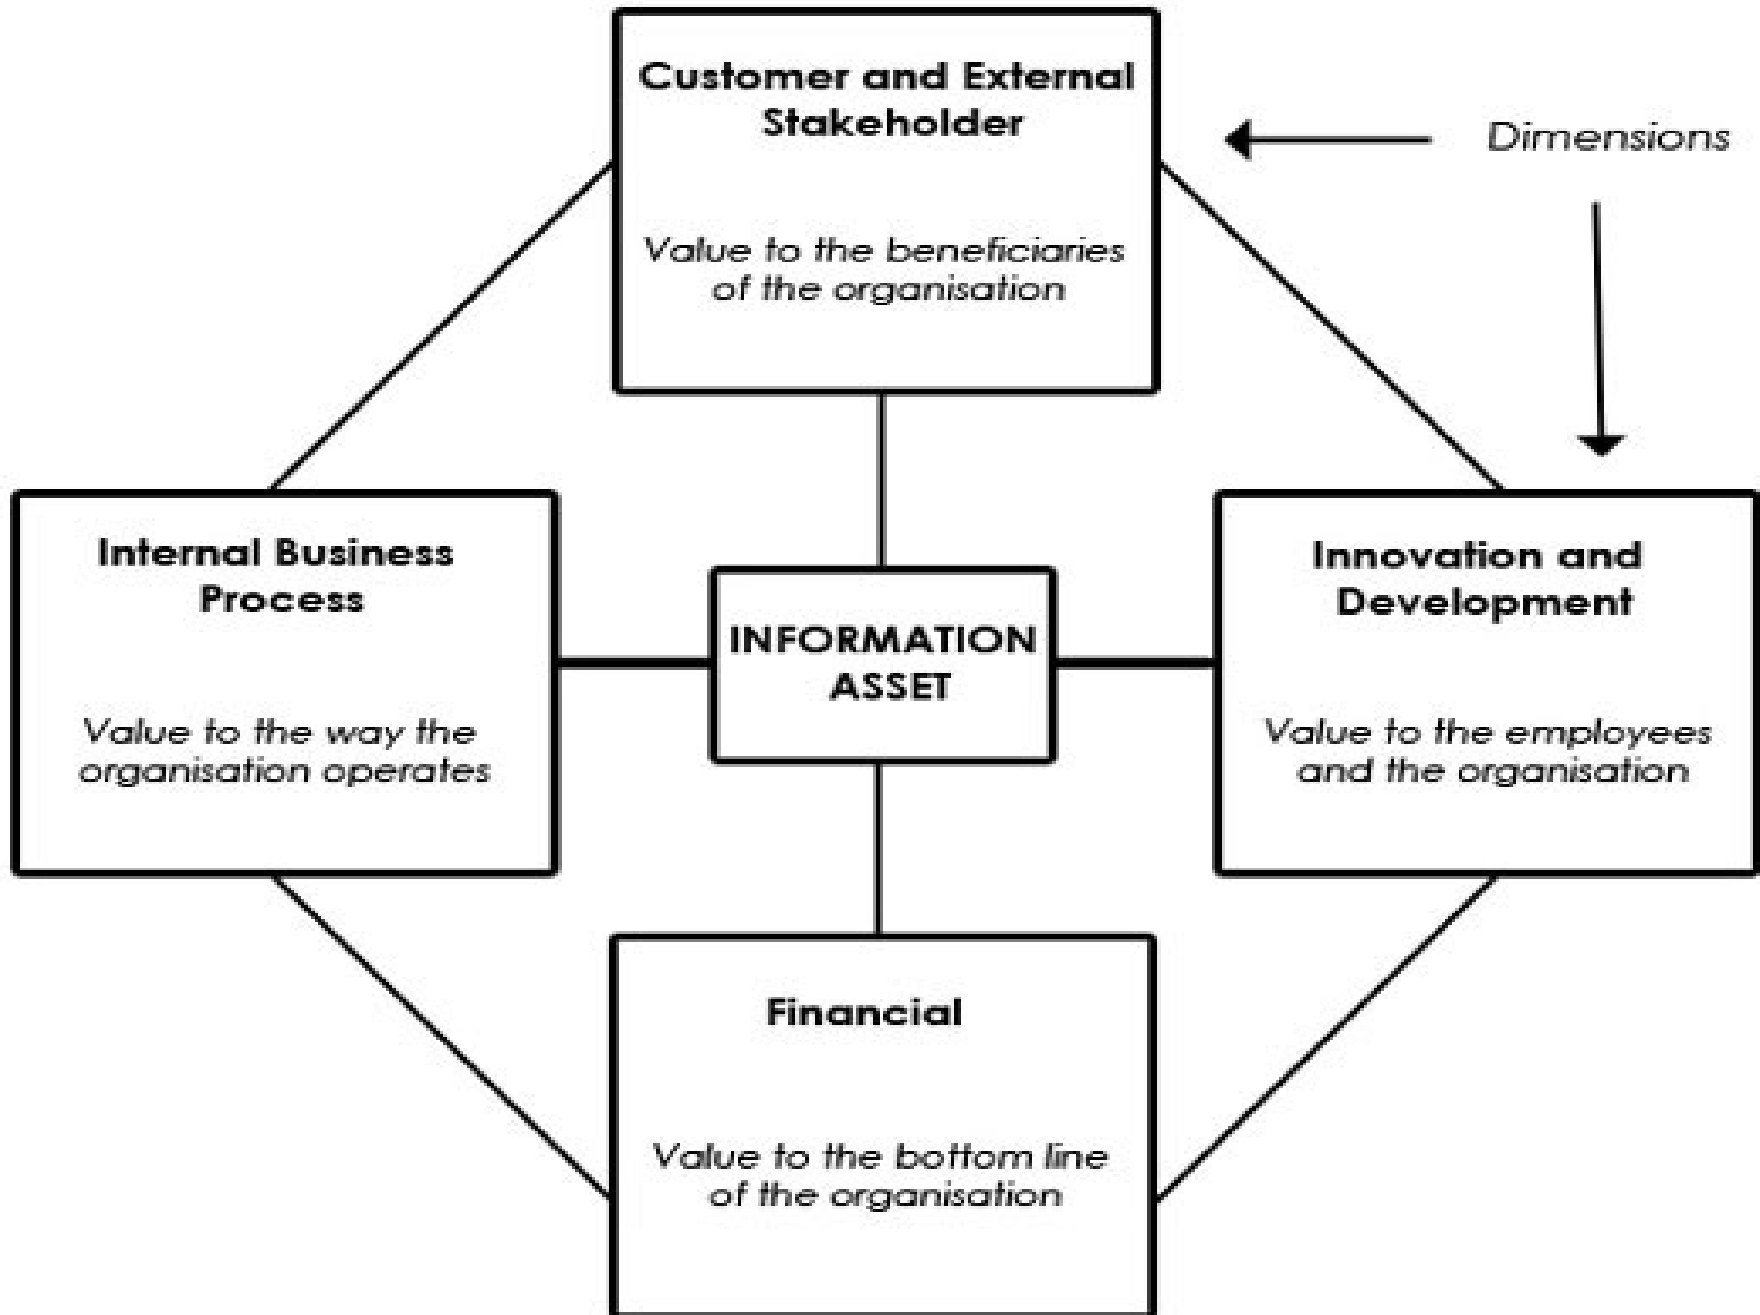 Customer and External
Stakeholder
Value to the beneficiaries
of the organisation
Dimensions
Internal Business
Process
Value to the way the
organisation operates
INFORMATION
ASSET
Innovation and
Development
Value to the employees
and the organisation
Financial
Value to the bottom line
of the organisation